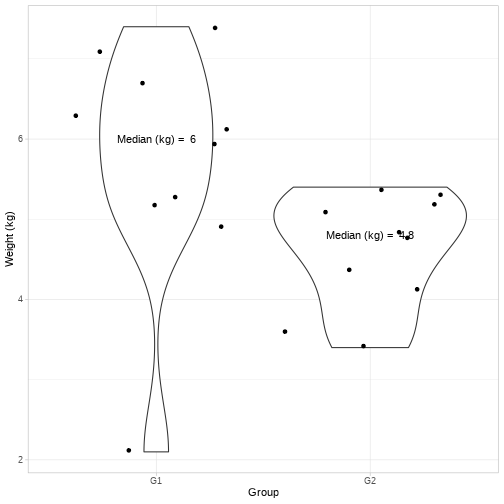 6
4
2
Weight (kg)
Median (kg) =  6
Median (kg) =  4.8
G1
G2
Group